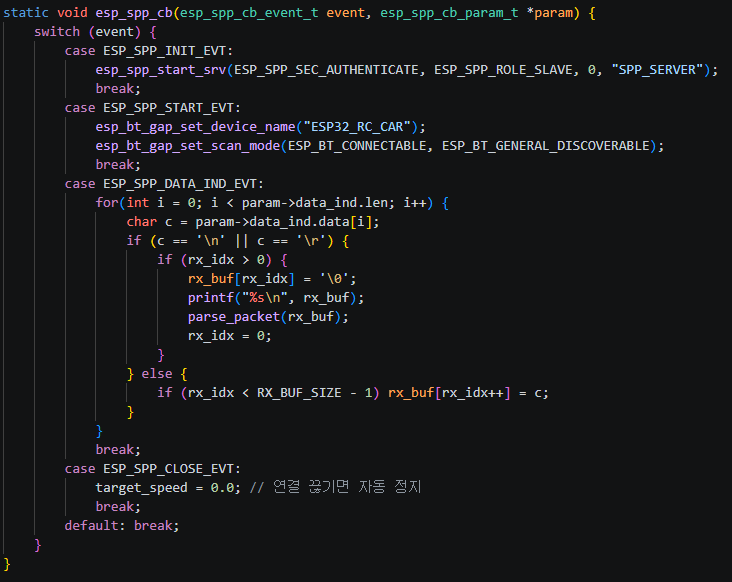 static void esp_spp_cb(esp_spp_cb_event_t event, esp_spp_cb_param_t *param) {
    switch (event) {
        case ESP_SPP_INIT_EVT:
            esp_spp_start_srv(ESP_SPP_SEC_AUTHENTICATE, ESP_SPP_ROLE_SLAVE, 0, "SPP_SERVER");
            break;
        case ESP_SPP_START_EVT:
            esp_bt_gap_set_device_name("ESP32_RC_CAR");
            esp_bt_gap_set_scan_mode(ESP_BT_CONNECTABLE, ESP_BT_GENERAL_DISCOVERABLE);
            break;
        case ESP_SPP_DATA_IND_EVT:
            for(int i = 0; i < param->data_ind.len; i++) {
                char c = param->data_ind.data[i];
                if (c == '\n' || c == '\r') {
                    if (rx_idx > 0) {
                        rx_buf[rx_idx] = '\0';
                        printf("%s\n", rx_buf);
                        parse_packet(rx_buf);
                        rx_idx = 0;
                    }
                } else {
                    if (rx_idx < RX_BUF_SIZE - 1) rx_buf[rx_idx++] = c;
                }
            }
            break;
        case ESP_SPP_CLOSE_EVT:
            target_speed = 0.0; // 연결 끊기면 자동 정지
            break;
        default: break;
    }
}